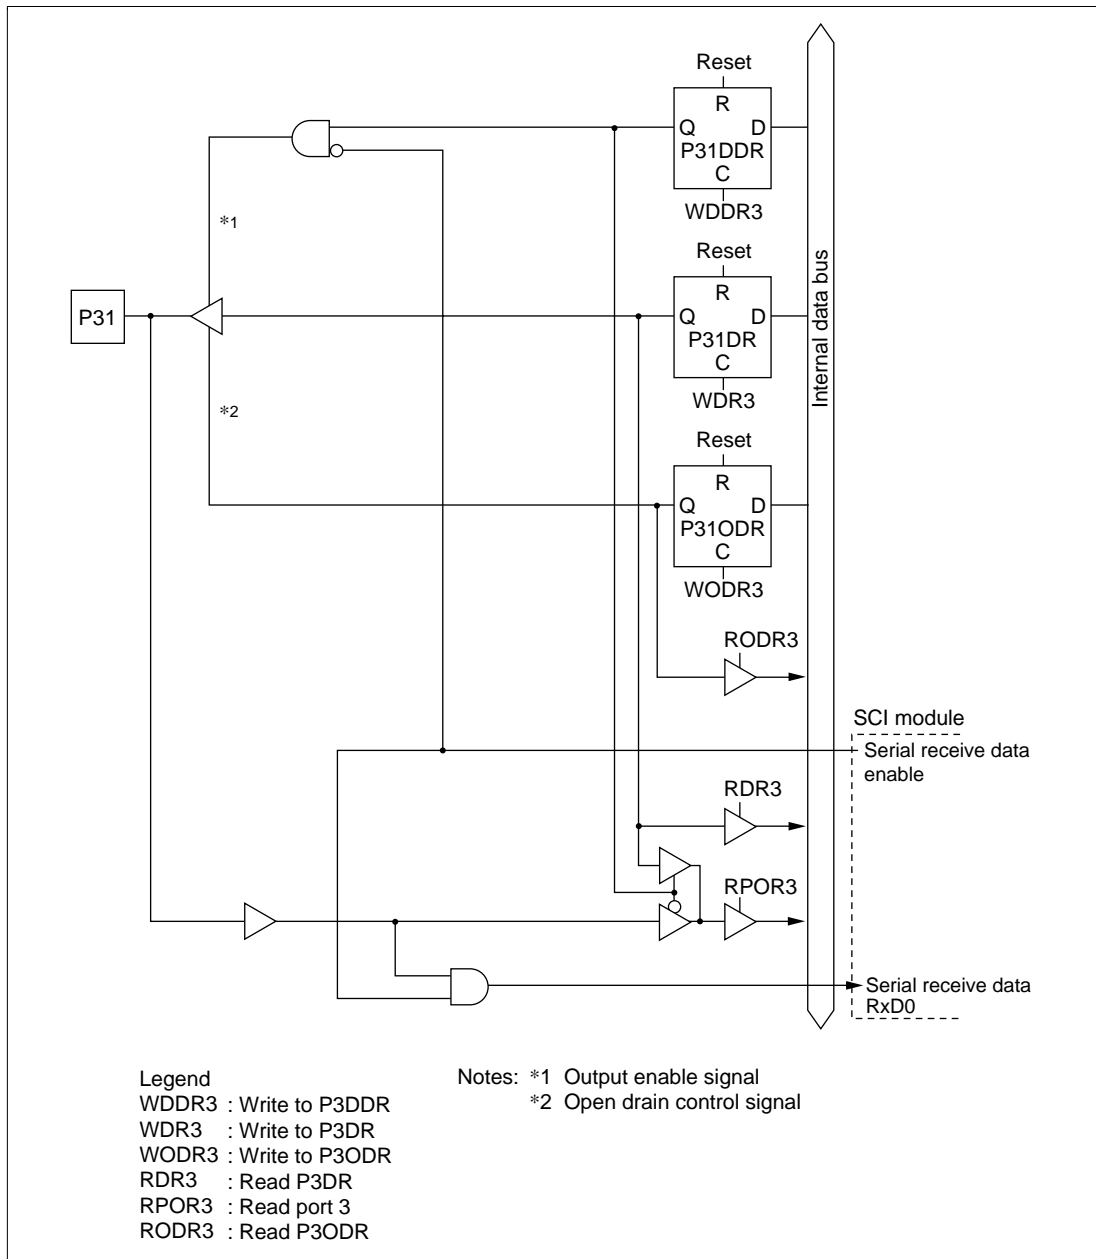 Reset
R
Q D
P31DDR
C
WDDR3
*1
Reset
R
P31
Q D
P31DR
C
WDR3
Internal data bus
*2
Reset
R
Q D
P31ODR
C
WODR3
RODR3
SCI module
Serial receive data
enable
RDR3
RPOR3
Serial receive data
RxD0
Legend
WDDR3 : Write to P3DDR
WDR3 : Write to P3DR
WODR3 : Write to P3ODR
RDR3 : Read P3DR
RPOR3 : Read port 3
RODR3 : Read P3ODR
Notes: *1 Output enable signal
*2 Open drain control signal